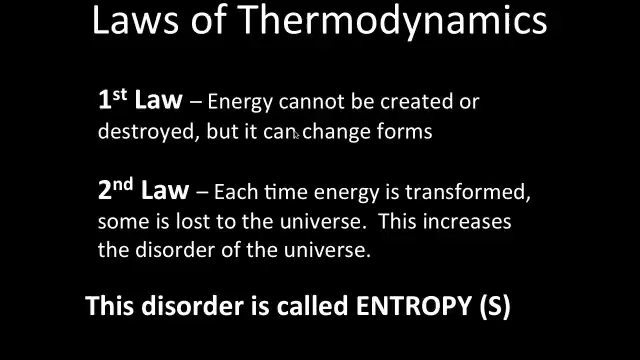 Laws of Thermodynamics
1st Law – Energy cannot be created or
destroyed, but it can change forms
2nd Law – Each time energy is transformed,
some is lost to the universe.  This increases
the disorder of the universe.
This disorder is called ENTROPY (S)